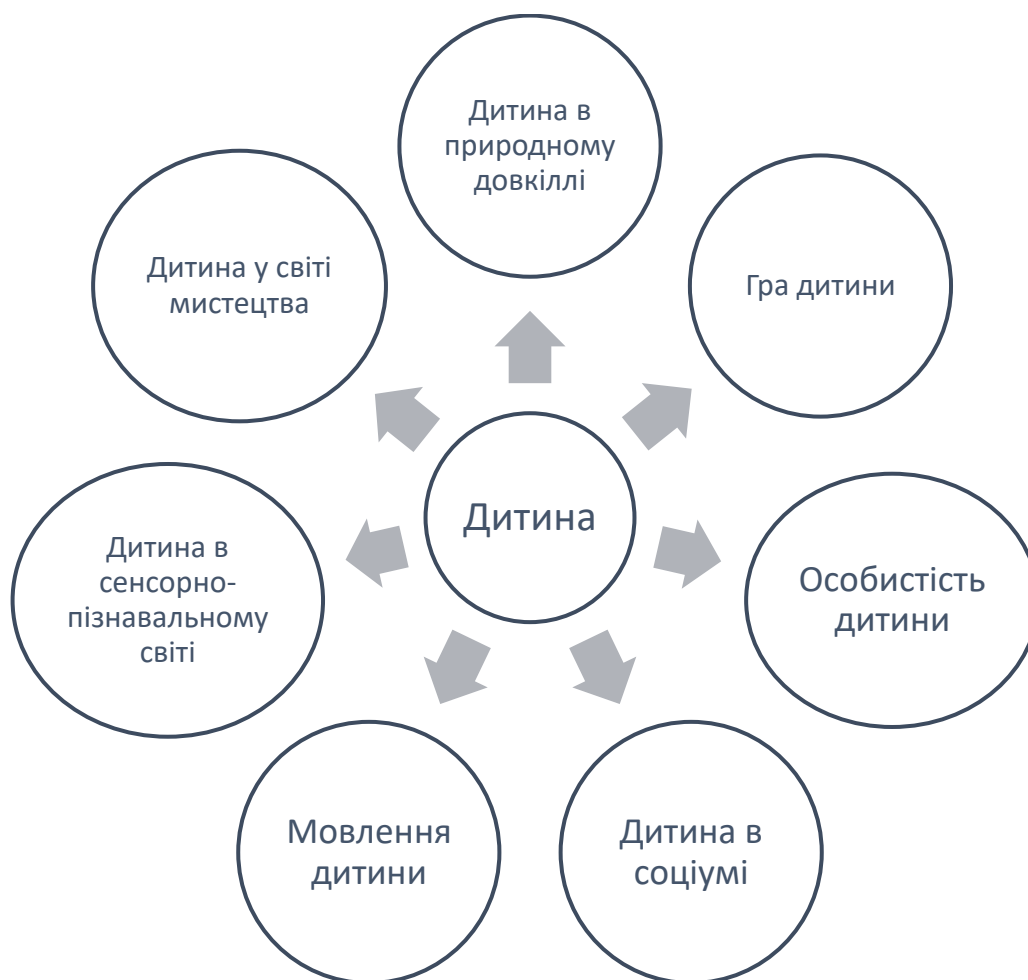 Дитина в
природному
довкіллі
Гра дитини
Особистість
дитини
Дитина в
соціумі
Мовлення
дитини
Дитина в
сенсорно-
пізнавальному
світі
Дитина у світі
мистецтва
Дитина